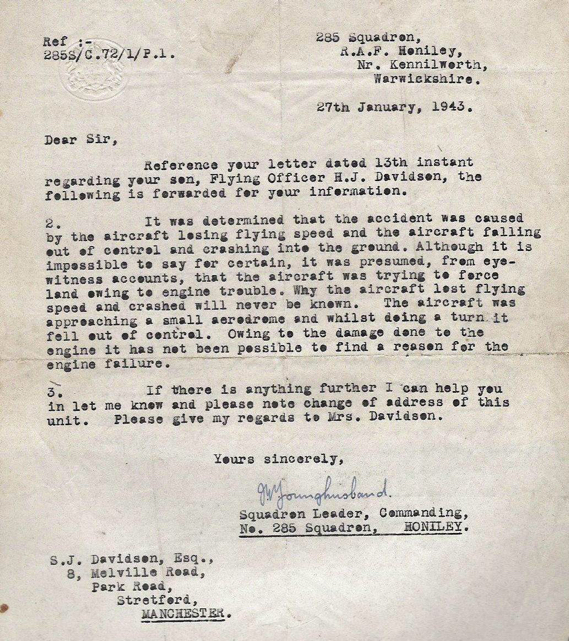 285 Squadron,
Ref :-
R.A.F. Honiley,
285S/C.72/1/P.1.
Nr. Kennilworth,
Warwickshire.
27th January, 1943.
Dear Sir,
Reference your letter dated 13th instant
regarding your son, Flying Officer H.J. Davidson, the
following is forwarded for your information.
2. It was determined that the accident was caused
by the aircraft losing flying speed and the aircraft falling
out of control and crashing into the ground. Although it is
impossible to say for certain, it was presumed, from eye-
witness accounts, that the aircraft was trying to force
land owing to engine trouble. Why the aircraft lost flying
speed and crashed will never be known. The aircraft was
approaching a small aerodrome and whilst doing a turn it
fell out of control. Owing to the damage done to the
engine it has not been possible to find a reason for the
engine failure.
3. If there is anything further I can help you
in let me know and please note change of address of this
unit. Please give my regards to Mrs. Davidson.
Yours sincerely,
Younghusband.
Squadron Leader, Commanding,
No. 285 Squadron, HONILEY.
S.J. Davidson, Esq.,
8, Melville Road,
Park Road,
Stretford,
MANCHESTER.